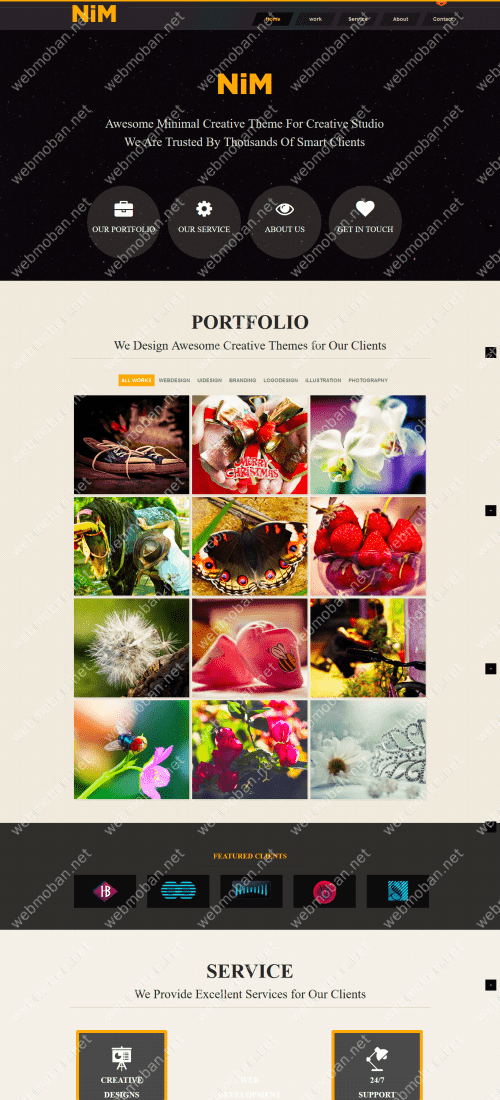 NiM
Home work Service About Contact
NiM
Awesome Minimal Creative Theme For Creative Studio
We Are Trusted By Thousands Of Smart Clients
OUR PORTFOLIO OUR SERVICE ABOUT US GET IN TOUCH
PORTFOLIO
We Design Awesome Creative Themes for Our Clients
ALL WORKS WEBDESIGN UIDESIGN BRANDING LOGODESIGN ILLUSTRATION PHOTOGRAPHY
MERRY
CHRISTMAS
FEATURED CLIENTS
HB
SERVICE
We Provide Excellent Services for Our Clients
CREATIVE WEB 24/7
DESIGNS DEVELOPMENT SUPPORT
webmoban.net